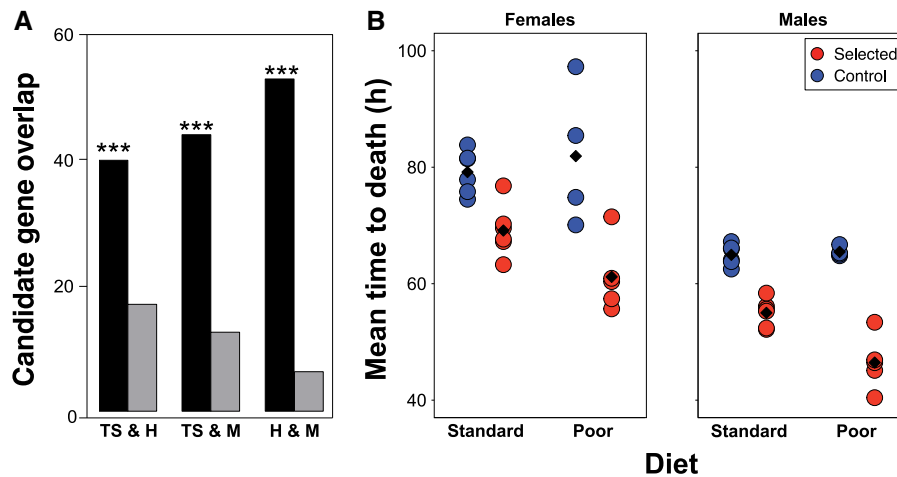 A
Candidate gene overlap
60
40
20
0
***
***
***
TS & H
TS & M
H & M
B
Females
Males
Mean time to death (h)
100
80
60
40
Selected
Control
Standard
Poor
Standard
Poor
Diet